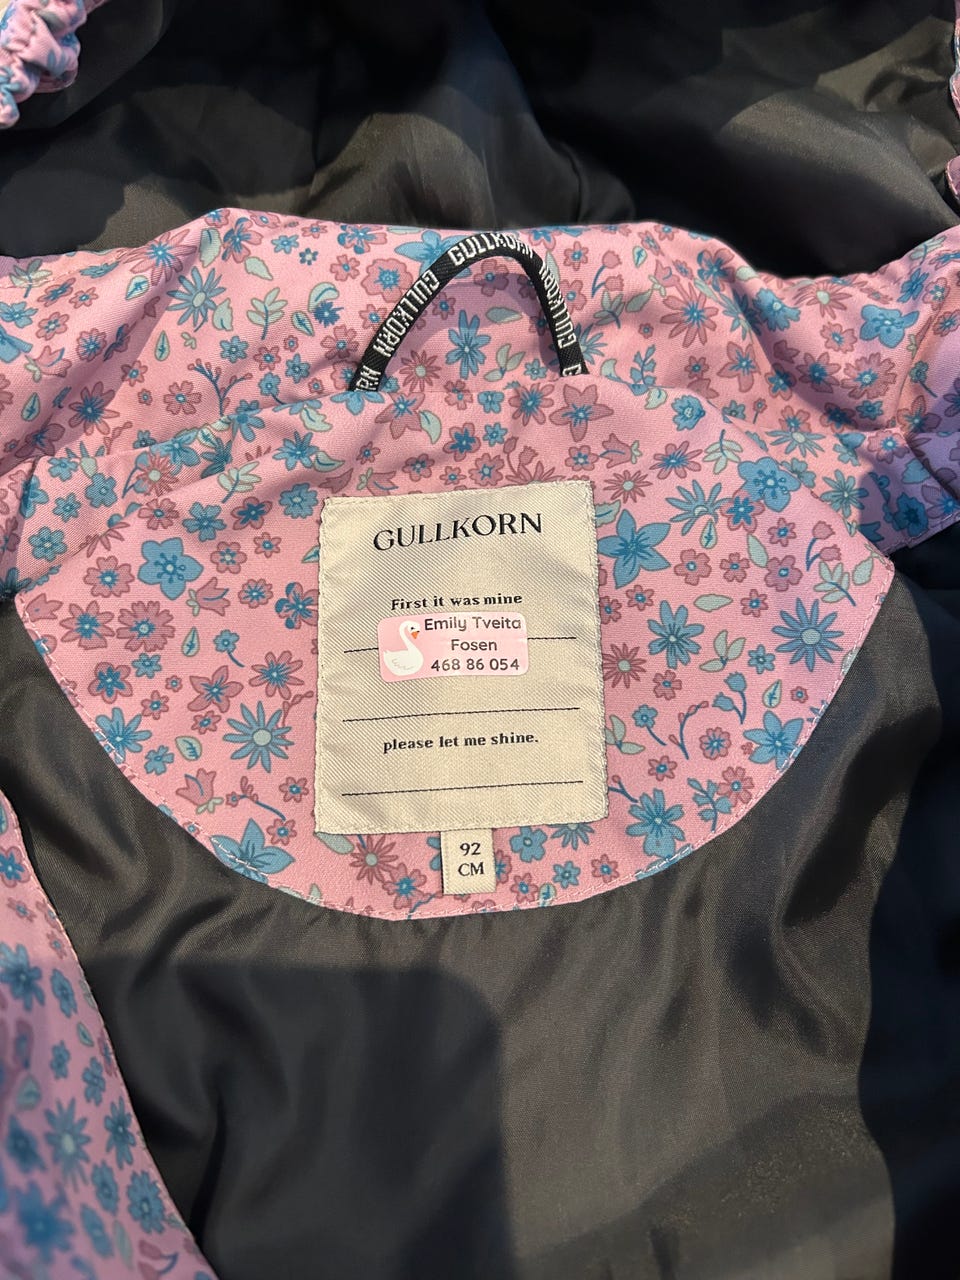 GULLKORN GULLKORN GULLKORN
GULLKORN
First it was mine
Emily Tveita
Fosen
468 86 054
please let me shine.
92
CM